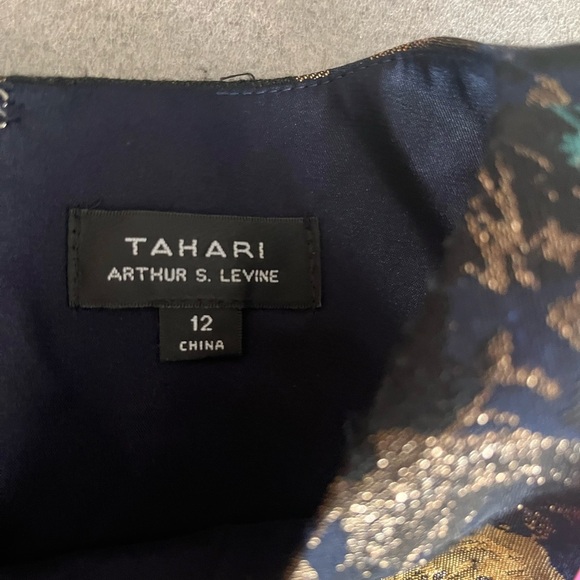 TAHARI
ARTHUR S. LEVINE
12
CHINA